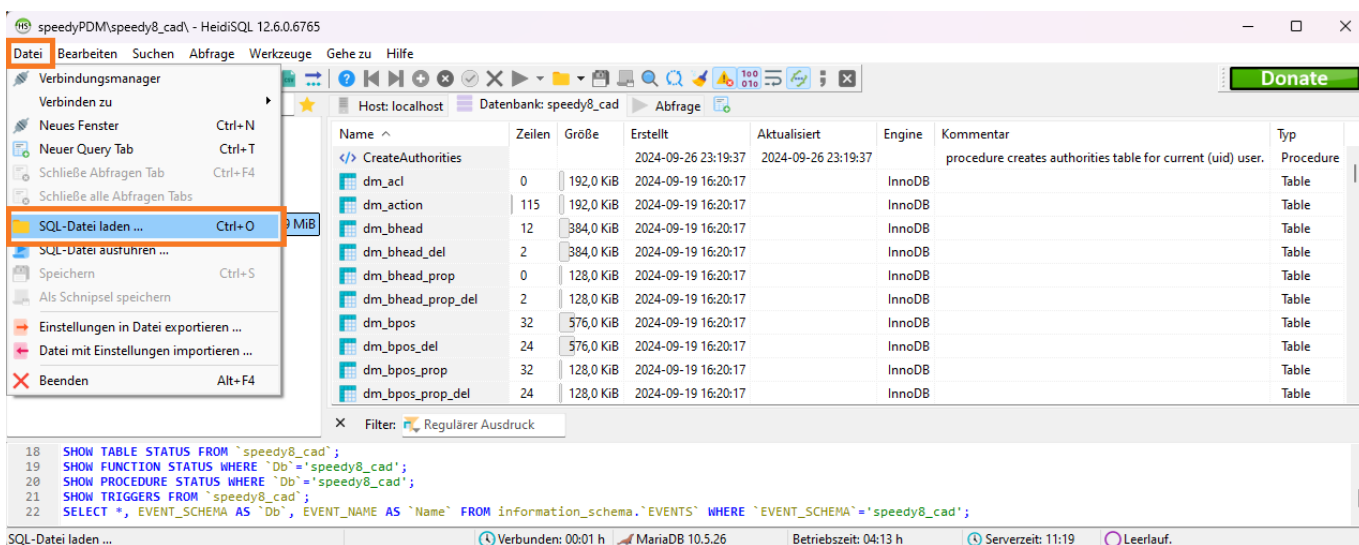 speedyPDM\speedy8_cad\ - HeidiSQL 12.6.0.6765
Datei Bearbeiten Suchen Abfrage Werkzeuge Gehe zu Hilfe
Donate
Verbindungsmanager
Verbinden zu
Neues Fenster Ctrl+N
Neuer Query Tab Ctrl+T
Schließe Abfragen Tab Ctrl+F4
Schließe alle Abfragen Tabs
SQL-Datei laden ... Ctrl+O
SQL-Datei ausführen ...
Speichern Ctrl+S
Als Schnipsel speichern
Einstellungen in Datei exportieren ...
Datei mit Einstellungen importieren ...
Beenden Alt+F4
9 MiB
Host: localhost Datenbank: speedy8_cad Abfrage
Name Zeilen Größe Erstellt Aktualisiert Engine Kommentar Typ
CreateAuthorities 2024-09-26 23:19:37 2024-09-26 23:19:37 procedure creates authorities table for current (uid) user. Procedure
dm_acl 0 192,0 KiB 2024-09-19 16:20:17 InnoDB Table
dm_action 115 192,0 KiB 2024-09-19 16:20:17 InnoDB Table
dm_bhead 12 384,0 KiB 2024-09-19 16:20:17 InnoDB Table
dm_bhead_del 2 384,0 KiB 2024-09-19 16:20:17 InnoDB Table
dm_bhead_prop 0 128,0 KiB 2024-09-19 16:20:17 InnoDB Table
dm_bhead_prop_del 2 128,0 KiB 2024-09-19 16:20:17 InnoDB Table
dm_bpos 32 576,0 KiB 2024-09-19 16:20:17 InnoDB Table
dm_bpos_del 24 576,0 KiB 2024-09-19 16:20:17 InnoDB Table
dm_bpos_prop 32 128,0 KiB 2024-09-19 16:20:17 InnoDB Table
dm_bpos_prop_del 24 128,0 KiB 2024-09-19 16:20:17 InnoDB Table
Filter: Regulärer Ausdruck
18 SHOW TABLE STATUS FROM `speedy8_cad`;
19 SHOW FUNCTION STATUS WHERE `Db`='speedy8_cad';
20 SHOW PROCEDURE STATUS WHERE `Db`='speedy8_cad';
21 SHOW TRIGGERS FROM `speedy8_cad`;
22 SELECT *, EVENT_SCHEMA AS `Db`, EVENT_NAME AS `Name` FROM information_schema.`EVENTS` WHERE `EVENT_SCHEMA`='speedy8_cad';
SQL-Datei laden ... Verbunden: 00:01 h MariaDB 10.5.26 Betriebszeit: 04:13 h Serverzeit: 11:19 Leerlauf.